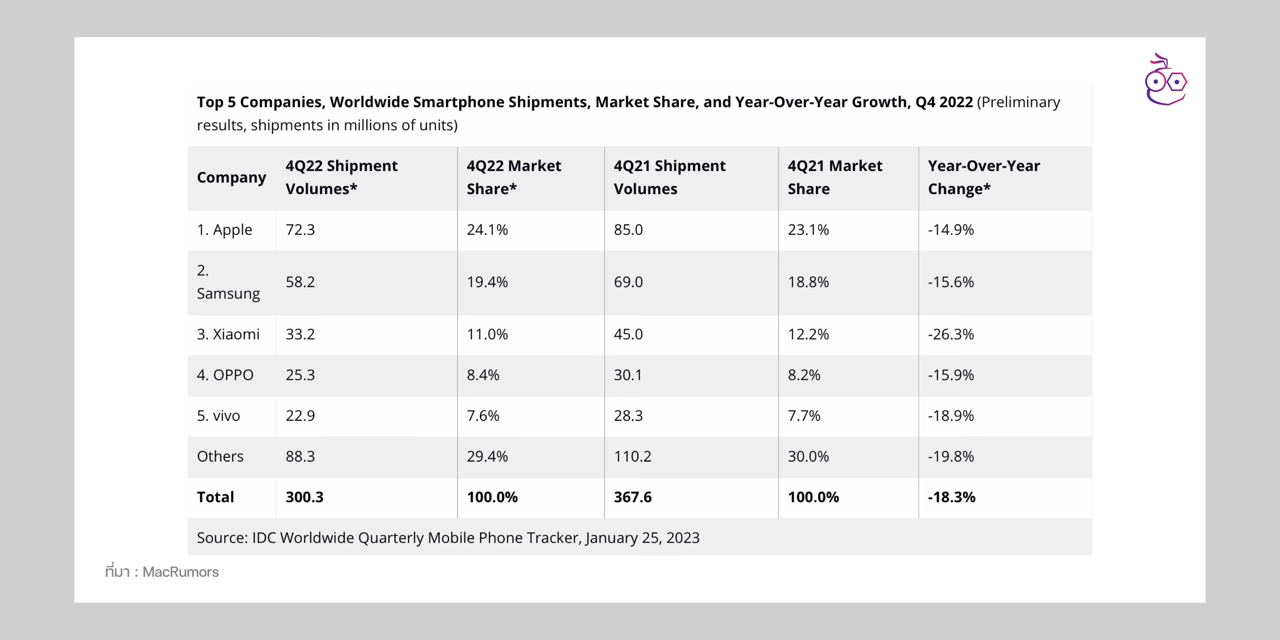 Top 5 Companies, Worldwide Smartphone Shipments, Market Share, and Year-Over-Year Growth, Q4 2022 (Preliminary
results, shipments in millions of units)
Company 4Q22 Shipment Volumes* 4Q22 Market Share* 4Q21 Shipment Volumes 4Q21 Market Share Year-Over-Year Change*
1. Apple 72.3 24.1% 85.0 23.1% -14.9%
2. Samsung 58.2 19.4% 69.0 18.8% -15.6%
3. Xiaomi 33.2 11.0% 45.0 12.2% -26.3%
4. OPPO 25.3 8.4% 30.1 8.2% -15.9%
5. vivo 22.9 7.6% 28.3 7.7% -18.9%
Others 88.3 29.4% 110.2 30.0% -19.8%
Total 300.3 100.0% 367.6 100.0% -18.3%
Source: IDC Worldwide Quarterly Mobile Phone Tracker, January 25, 2023
ที่มา : MacRumors